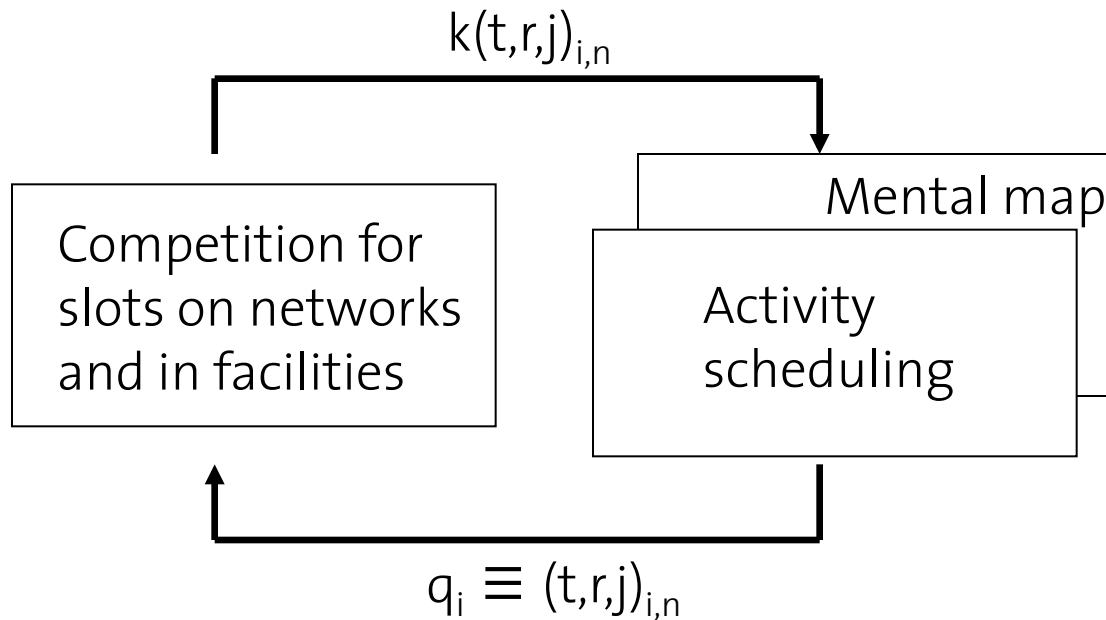 k(t,r,j)i,n
Mental map
Competition for
slots on networks
and in facilities
Activity
scheduling
qi ≡ (t,r,j)i,n